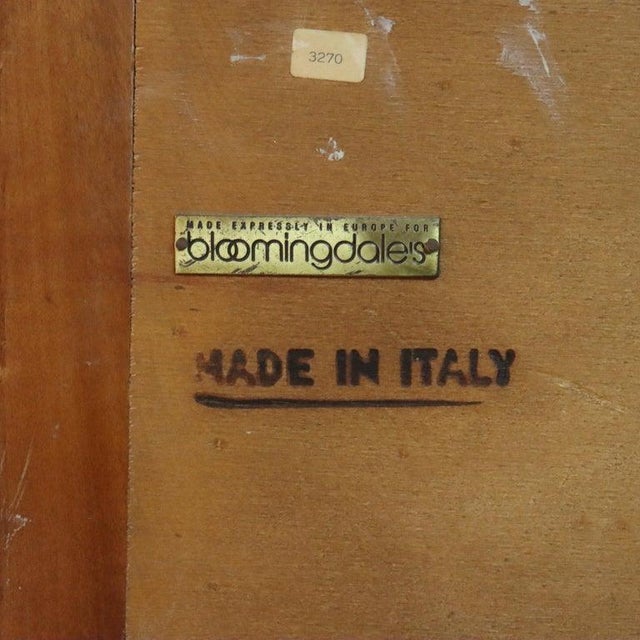 3270
MADE EXPRESSLY IN EUROPE FOR
bloomingdale's
MADE IN ITALY